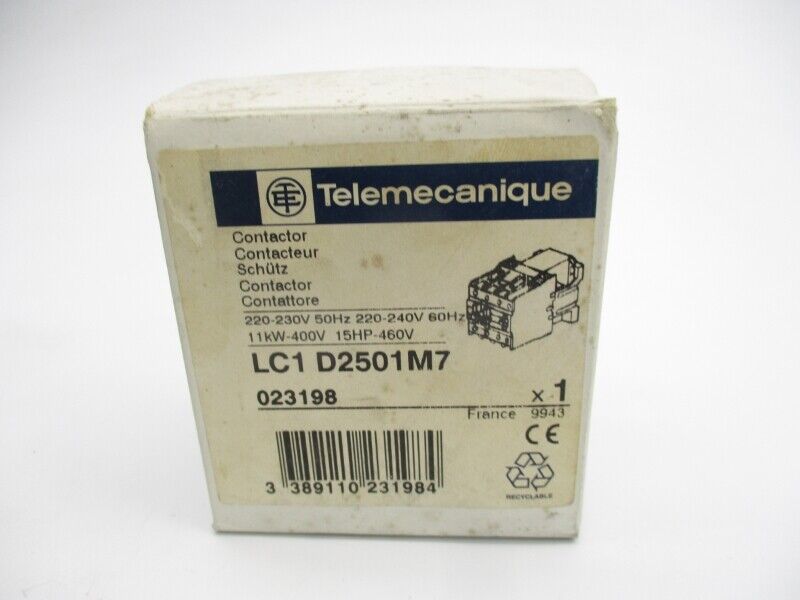 TE Telemecanique
Contactor
Contacteur
Schütz
Contactor
Contattore
220-230V 50Hz 220-240V 60Hz
11kW-400V 15HP-460V
LC1 D2501M7
023198 x 1
France 9943
CE
3 389110 231984
RECYCLABLE